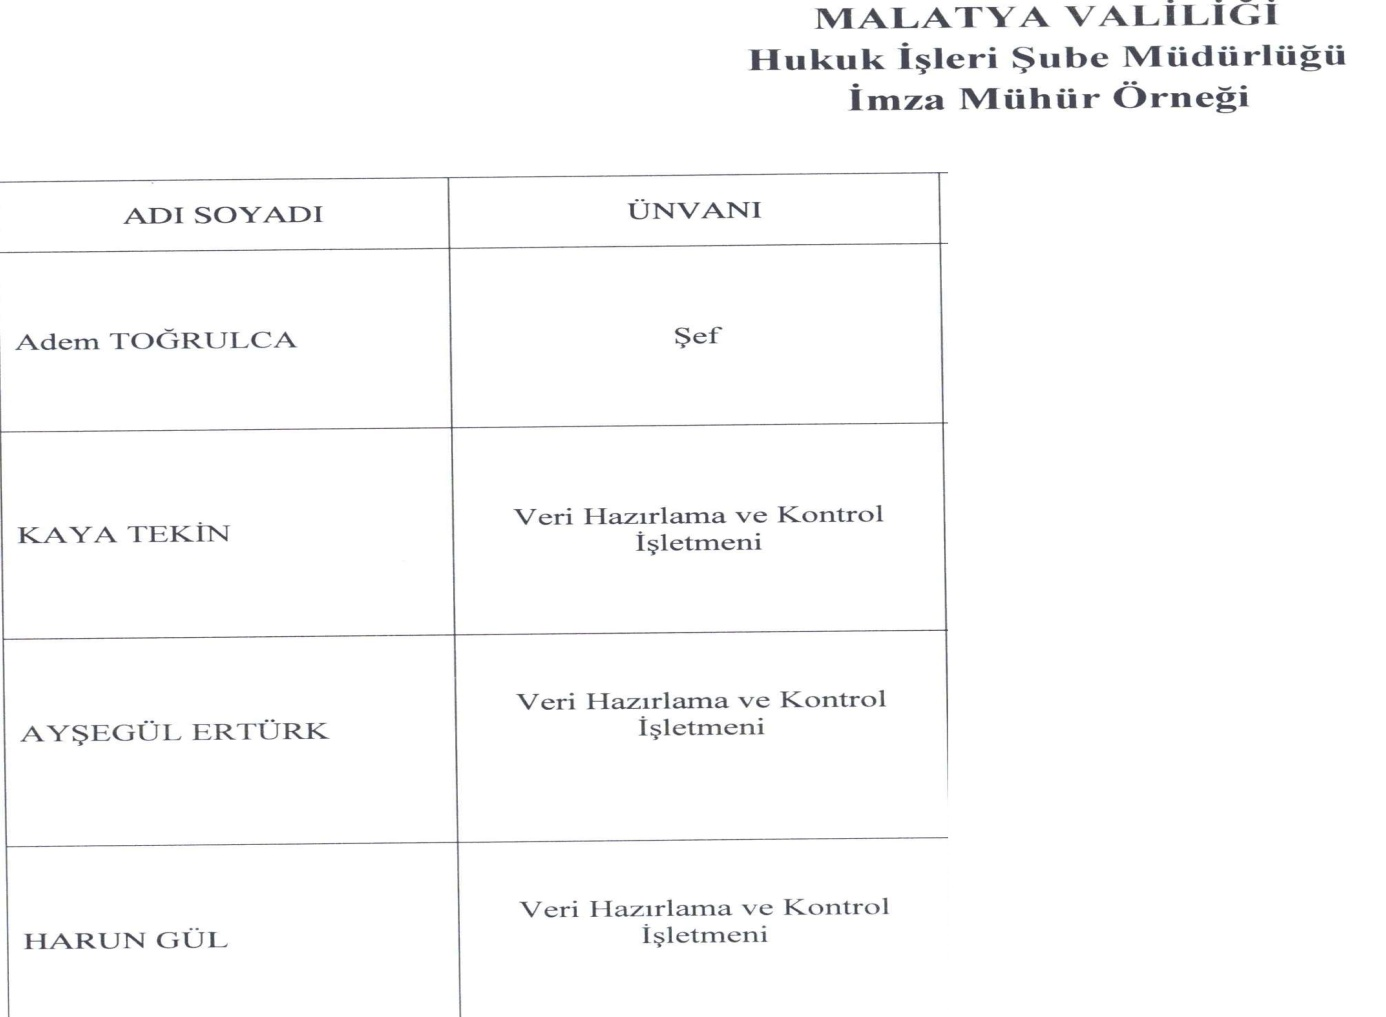 MALATYA VALİLİĞİ
Hukuk İşleri Şube Müdürlüğü
İmza Mühür Örneği
ADI SOYADI
ÜNVANI
Adem TOĞRULCA
Şef
KAYA TEKİN
Veri Hazırlama ve Kontrol
İşletmeni
AYŞEGÜL ERTÜRK
Veri Hazırlama ve Kontrol
İşletmeni
HARUN GÜL
Veri Hazırlama ve Kontrol
İşletmeni